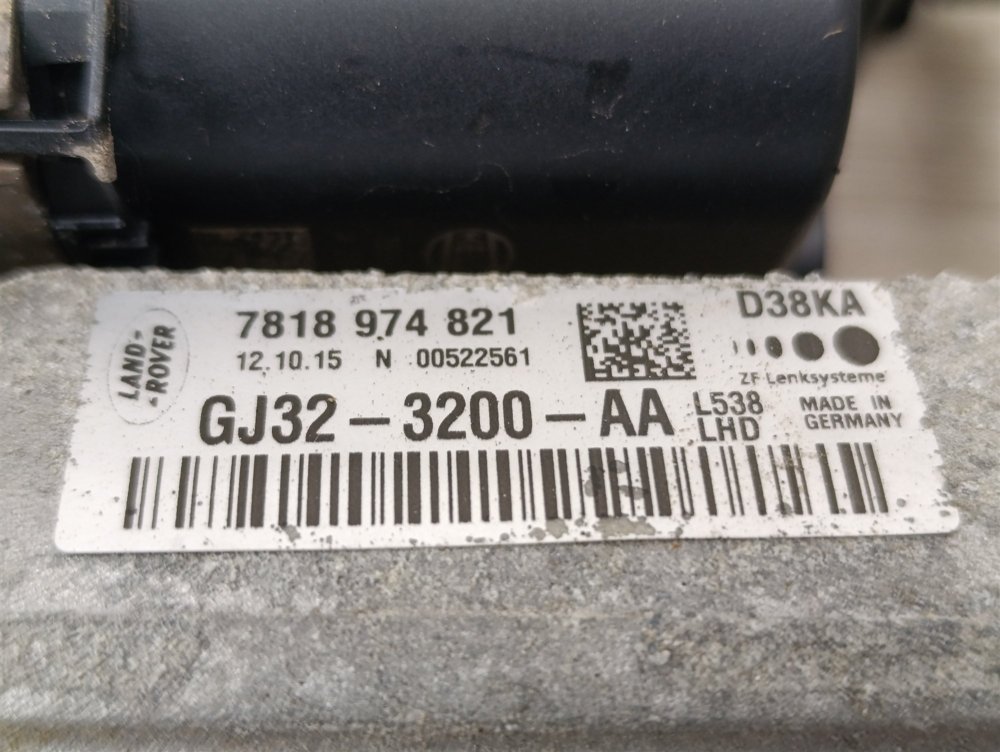 LAND-
-ROVER
7818 974 821
12.10.15 N 00522561
D38KA
ZF Lenksysteme
GJ32-3200-AA
L538
LHD
MADE IN
GERMANY